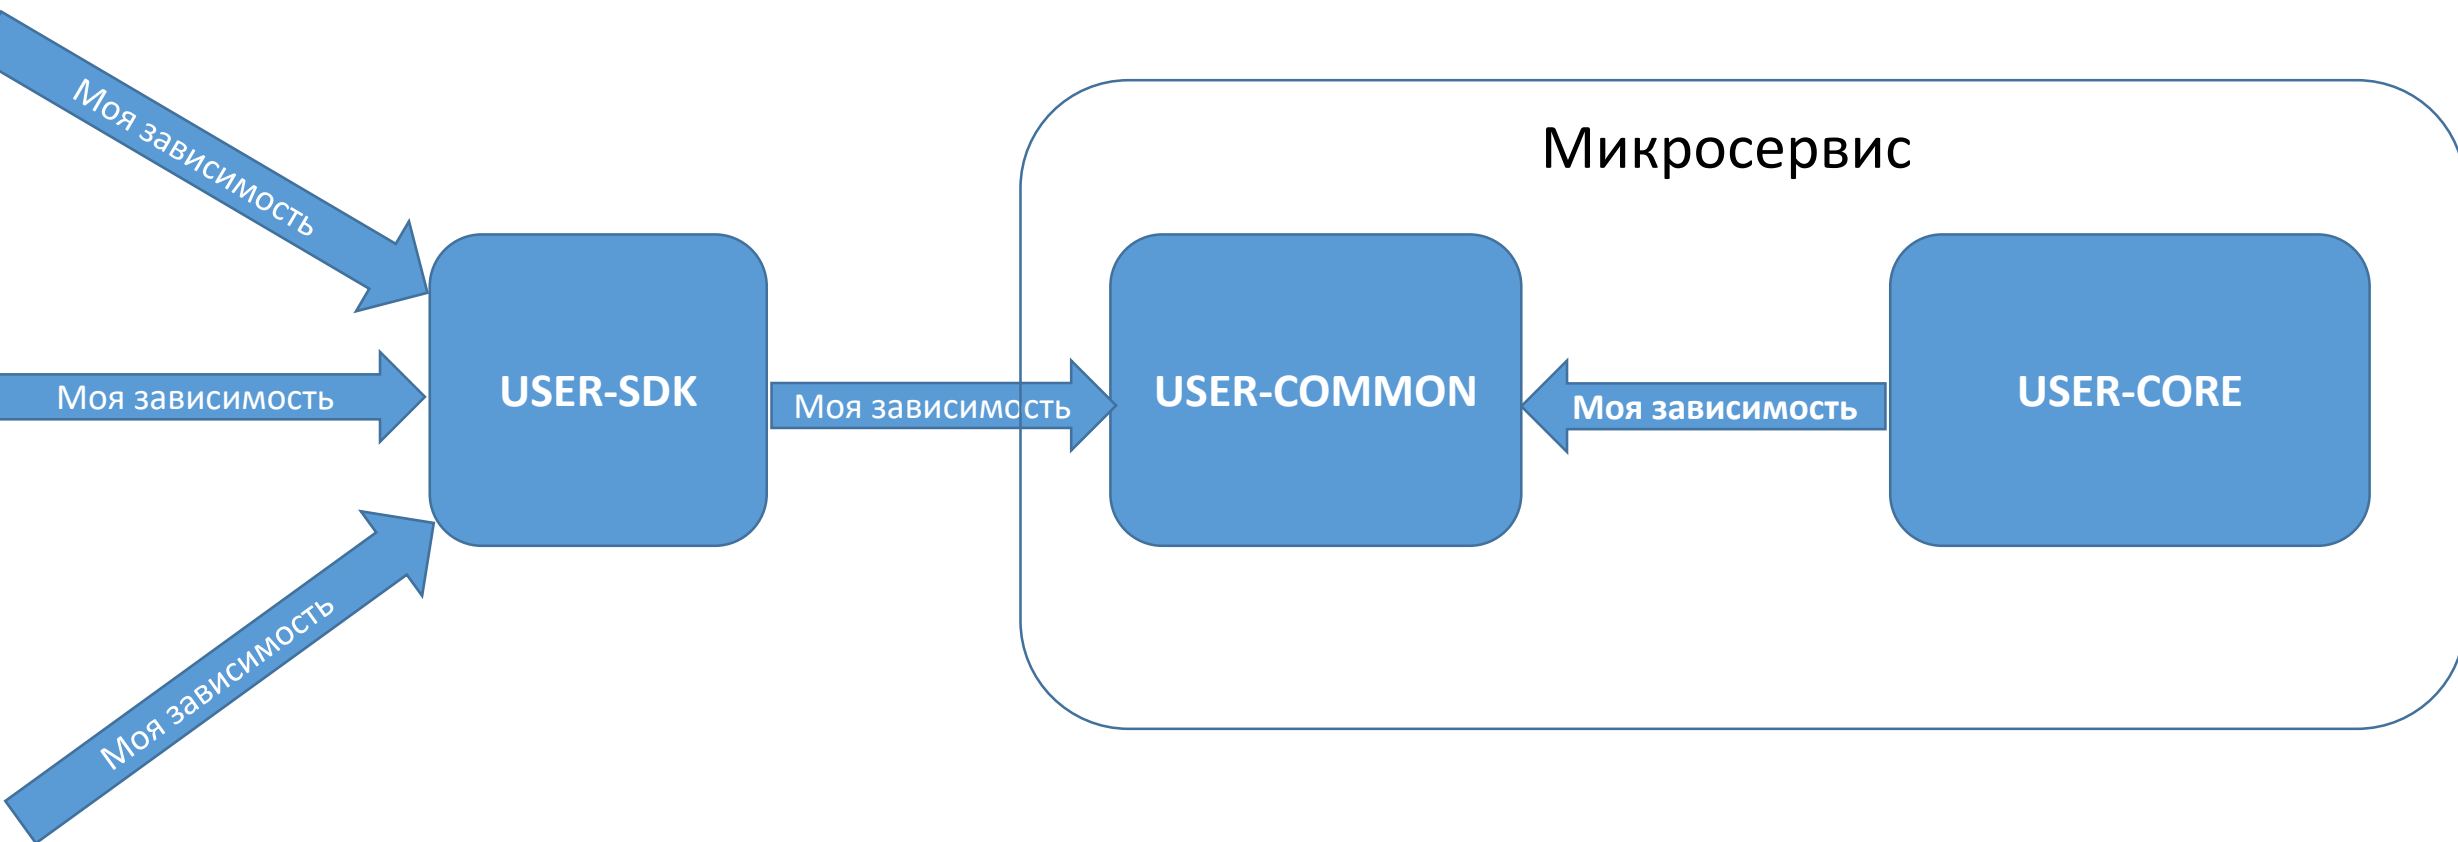 Микросервис
Моя зависимость
Моя зависимость
USER-SDK
Моя зависимость
USER-COMMON
Моя зависимость
USER-CORE
Моя зависимость